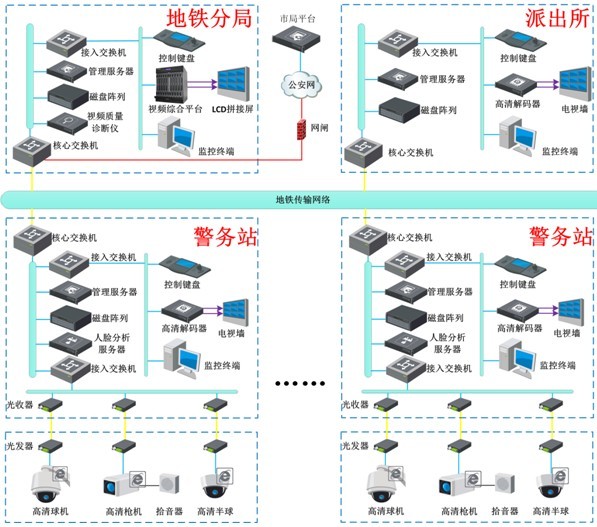 地铁分局
市局平台
派出所
接入交换机
控制键盘
管理服务器
磁盘阵列
视频综合平台
LCD拼接屏
视频质量
诊断仪
核心交换机
监控终端
公安网
网闸
接入交换机
控制键盘
管理服务器
磁盘阵列
高清解码器
电视墙
核心交换机
监控终端
地铁传输网络
警务站
核心交换机
接入交换机
控制键盘
管理服务器
磁盘阵列
高清解码器
电视墙
人脸分析
服务器
接入交换机
监控终端
光收器
光发器
高清球机
高清枪机
拾音器
高清半球
......
警务站
核心交换机
接入交换机
控制键盘
管理服务器
磁盘阵列
高清解码器
电视墙
人脸分析
服务器
接入交换机
监控终端
光收器
光发器
高清球机
高清枪机
拾音器
高清半球